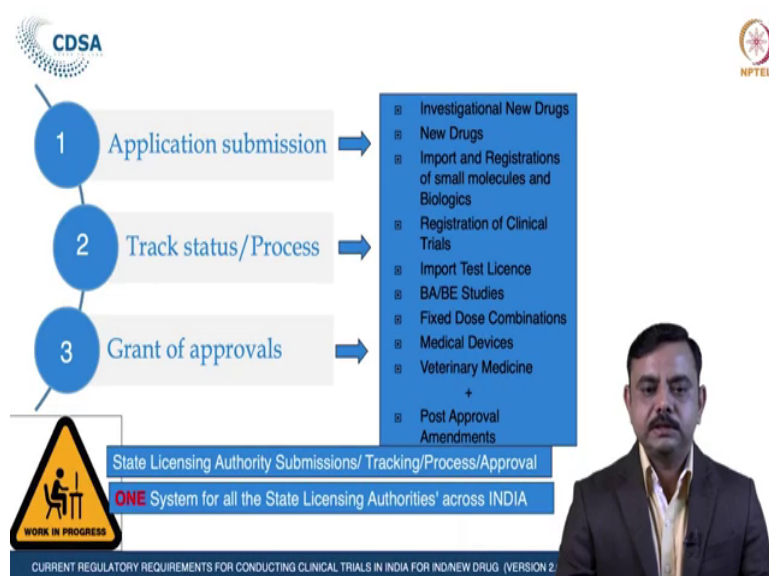 CDSA
NPTEL
1 Application submission
2 Track status/Process
3 Grant of approvals
Investigational New Drugs
New Drugs
Import and Registrations
of small molecules and
Biologics
Registration of Clinical
Trials
Import Test Licence
BA/BE Studies
Fixed Dose Combinations
Medical Devices
Veterinary Medicine
+
Post Approval
Amendments
WORK IN PROGRESS
State Licensing Authority Submissions/ Tracking/Process/Approval
ONE System for all the State Licensing Authorities' across INDIA
CURRENT REGULATORY REQUIREMENTS FOR CONDUCTING CLINICAL TRIALS IN INDIA FOR IND/NEW DRUG (VERSION 2.